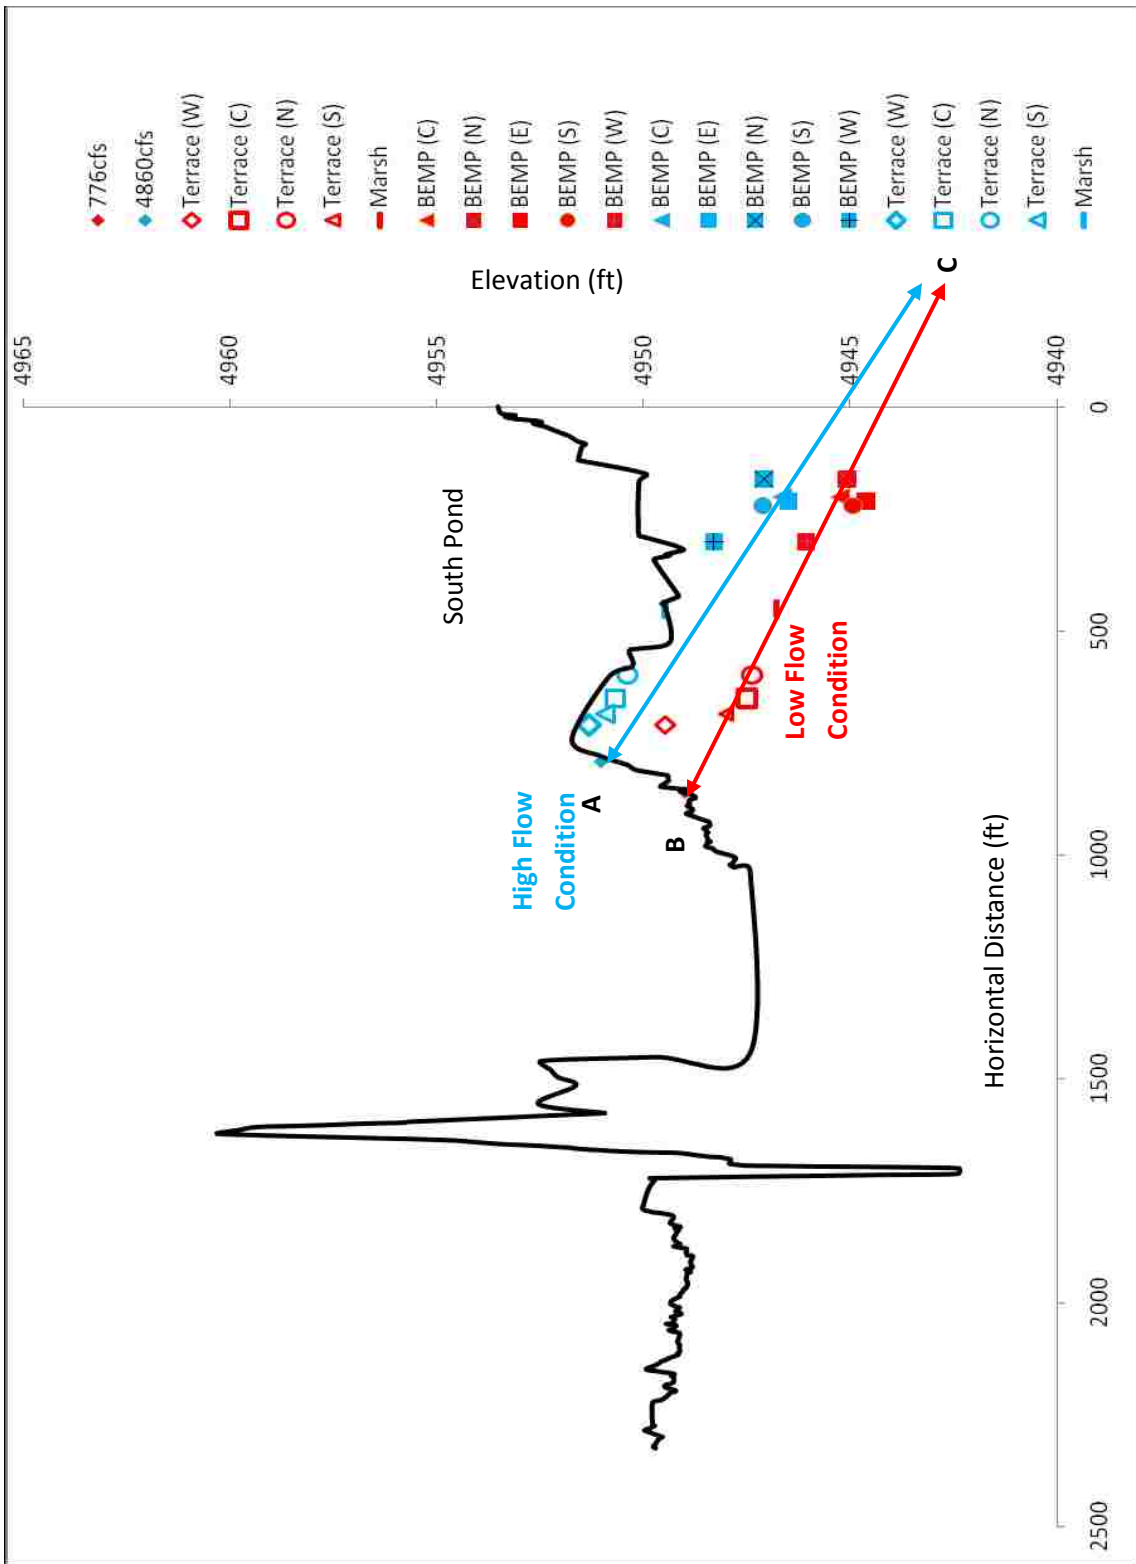 4965
4960
4955
4950
4945
4940
0
500
1000
1500
2000
2500
Elevation (ft)
Horizontal Distance (ft)
South Pond
High Flow
Condition
Low Flow
Condition
A
B
C
776cfs
4860cfs
Terrace (W)
Terrace (C)
Terrace (N)
Terrace (S)
Marsh
BEMP (C)
BEMP (N)
BEMP (E)
BEMP (S)
BEMP (W)
BEMP (C)
BEMP (E)
BEMP (N)
BEMP (S)
BEMP (W)
Terrace (W)
Terrace (C)
Terrace (N)
Terrace (S)
Marsh